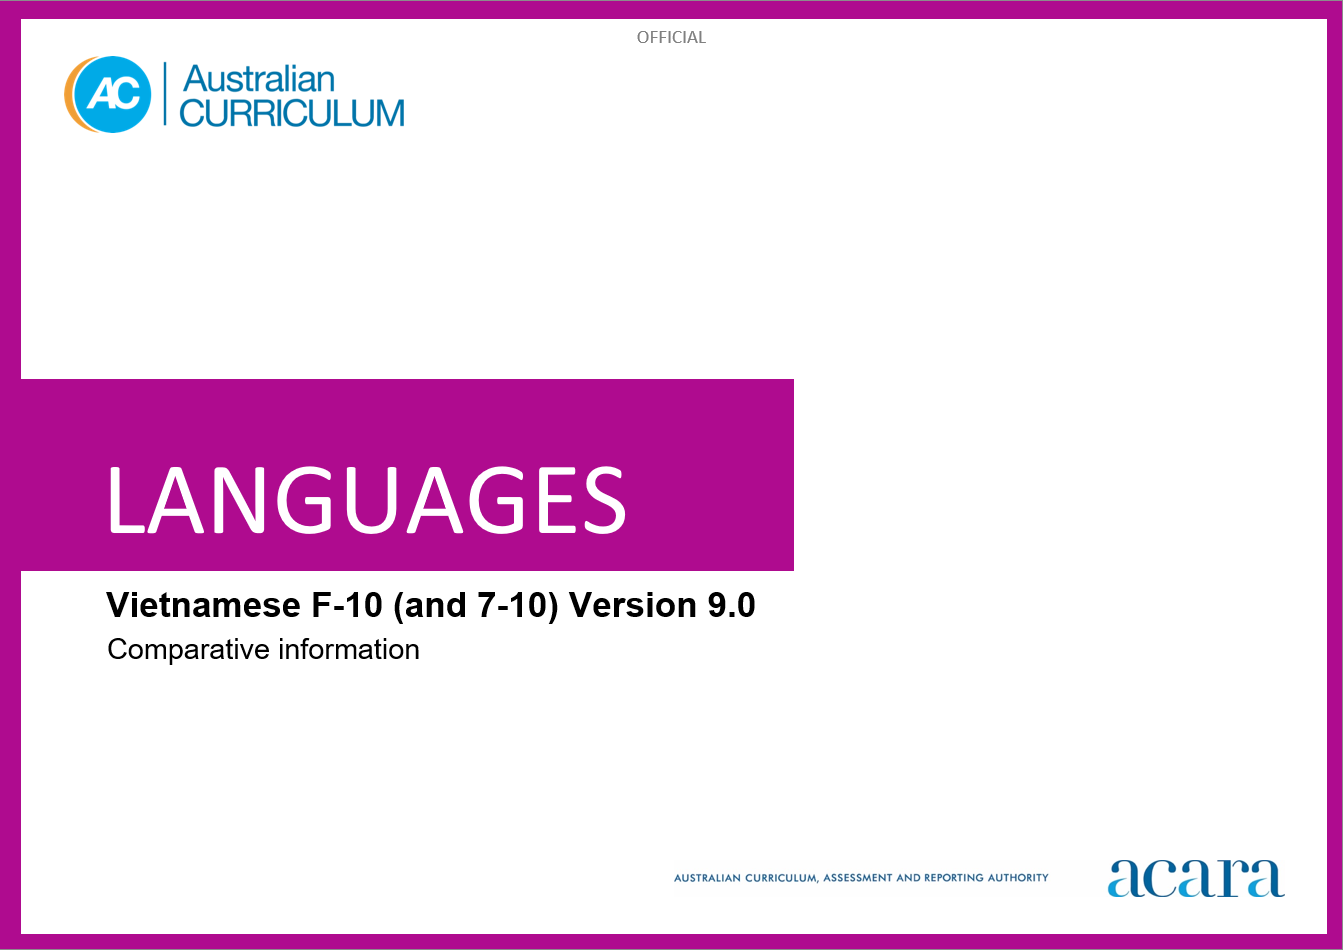 OFFICIAL
AC
Australian
CURRICULUM
LANGUAGES
Vietnamese F-10 (and 7-10) Version 9.0
Comparative information
AUSTRALIAN CURRICULUM, ASSESSMENT AND REPORTING AUTHORITY
acara